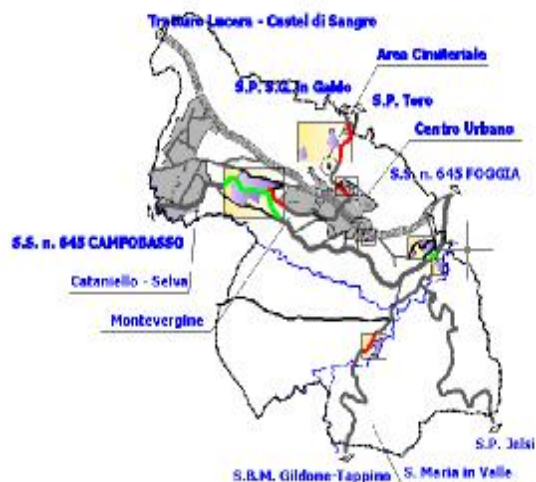 Tratturo Lucera - Castel di Sangro
Area Cimiteriale
S.P. S.G. in Galdo
S.P. Toro
Centro Urbano
S.S. n. 645 FOGGIA
S.S. n. 645 CAMPOBASSO
Cataniello - Selva
Montevergine
S.P. Jelsi
S.B.M. Gildone-Tappino
S. Maria in Valle